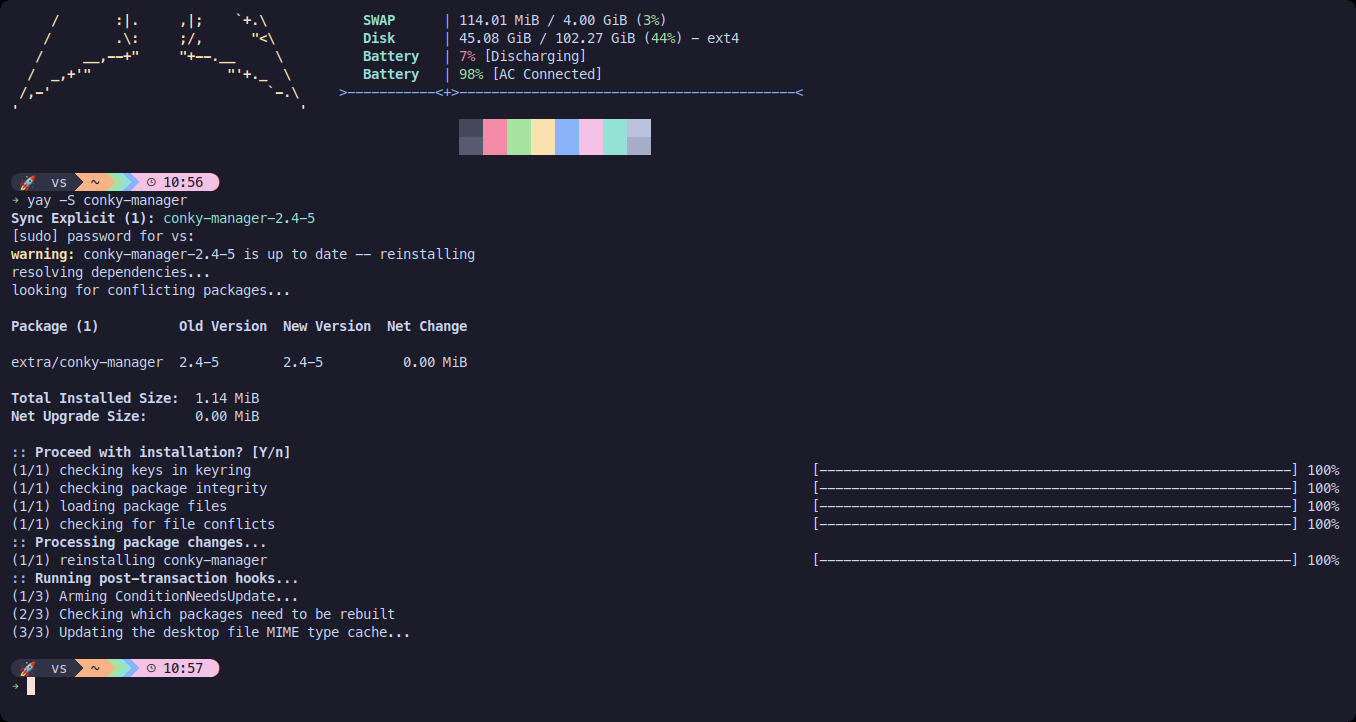 /       :|.     ,|;    `+.\            SWAP      | 114.01 MiB / 4.00 GiB (3%)
    /        .\:     ;/,      "<\           Disk      | 45.08 GiB / 102.27 GiB (44%) - ext4
   /     __,--+"     "+--.__     \          Battery   | 7% [Discharging]
  /  _,+'"                 "'+._  \         Battery   | 98% [AC Connected]
 /,-'                           `-.\     >-----------<+>------------------------------------------<
'                                   '
🚀 vs ~ 10:56
→ yay -S conky-manager
Sync Explicit (1): conky-manager-2.4-5
[sudo] password for vs:
warning: conky-manager-2.4-5 is up to date -- reinstalling
resolving dependencies...
looking for conflicting packages...
Package (1)          Old Version  New Version  Net Change
extra/conky-manager  2.4-5        2.4-5          0.00 MiB
Total Installed Size:  1.14 MiB
Net Upgrade Size:      0.00 MiB
:: Proceed with installation? [Y/n]
(1/1) checking keys in keyring [-----------------------------------------------------------] 100%
(1/1) checking package integrity [-----------------------------------------------------------] 100%
(1/1) loading package files [-----------------------------------------------------------] 100%
(1/1) checking for file conflicts [-----------------------------------------------------------] 100%
:: Processing package changes...
(1/1) reinstalling conky-manager [-----------------------------------------------------------] 100%
:: Running post-transaction hooks...
(1/3) Arming ConditionNeedsUpdate...
(2/3) Checking which packages need to be rebuilt
(3/3) Updating the desktop file MIME type cache...
🚀 vs ~ 10:57
→